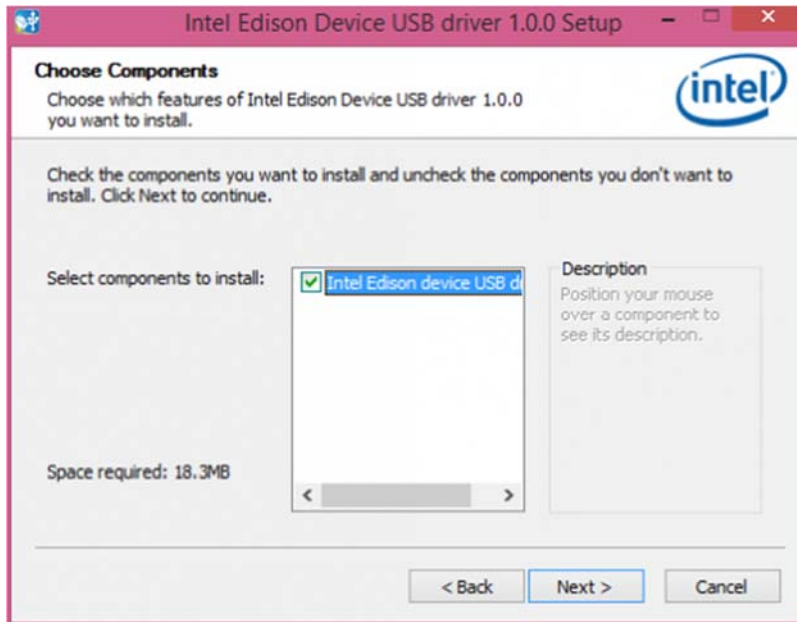 Intel Edison Device USB driver 1.0.0 Setup
Choose Components
Choose which features of Intel Edison Device USB driver 1.0.0
you want to install.
intel
Check the components you want to install and uncheck the components you don't want to
install. Click Next to continue.
Select components to install:
Intel Edison device USB
Description
Position your mouse
over a component to
see its description.
Space required: 18.3MB
< Back
Next >
Cancel